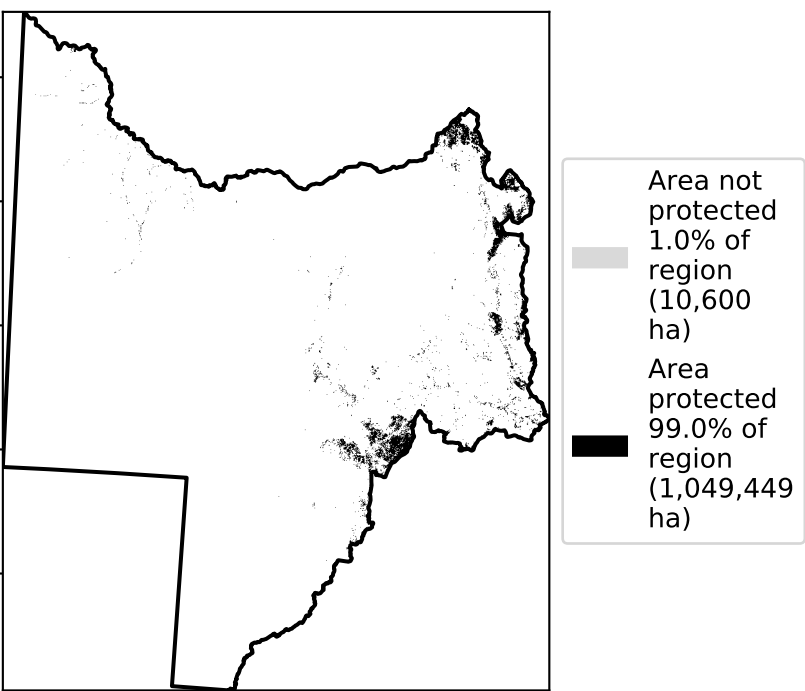 Area not
protected
1.0% of
region
(10,600
ha)
Area
protected
99.0% of
region
(1,049,449
ha)